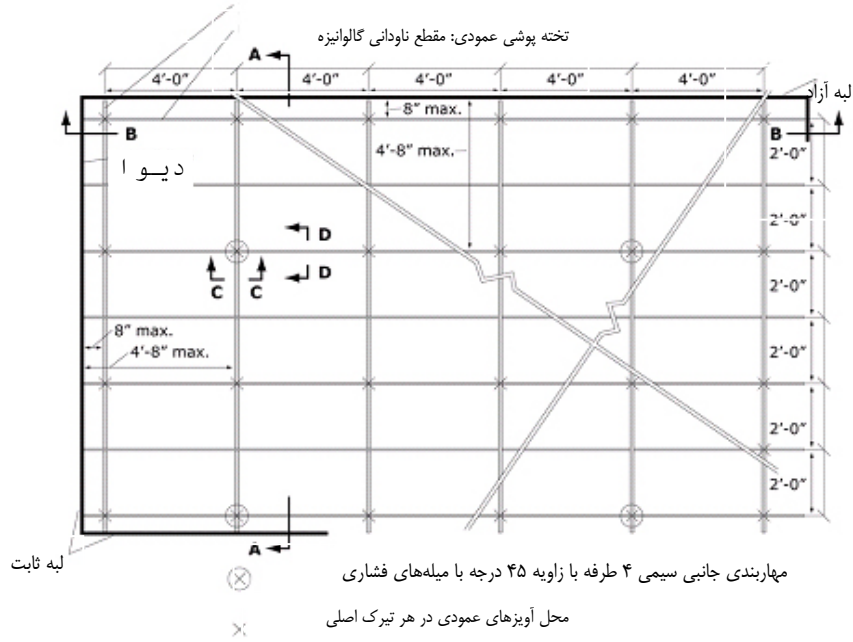 تخته پوشی عمودی: مقطع ناودانی گالوانیزه
A
4′-0″ 4′-0″ 4′-0″ 4′-0″ 4′-0″
لبه آزاد
8″ max.
B B
4′-8″ max.
2′-0″
دیوا
2′-0″
D
D
C C
2′-0″
8″ max.
4′-8″ max.
2′-0″
2′-0″
2′-0″
A
لبه ثابت
مهاربندی جانبی سیمی ۴ طرفه با زاویه ۴۵ درجه با میله‌های فشاری
محل آویزهای عمودی در هر تیرک اصلی